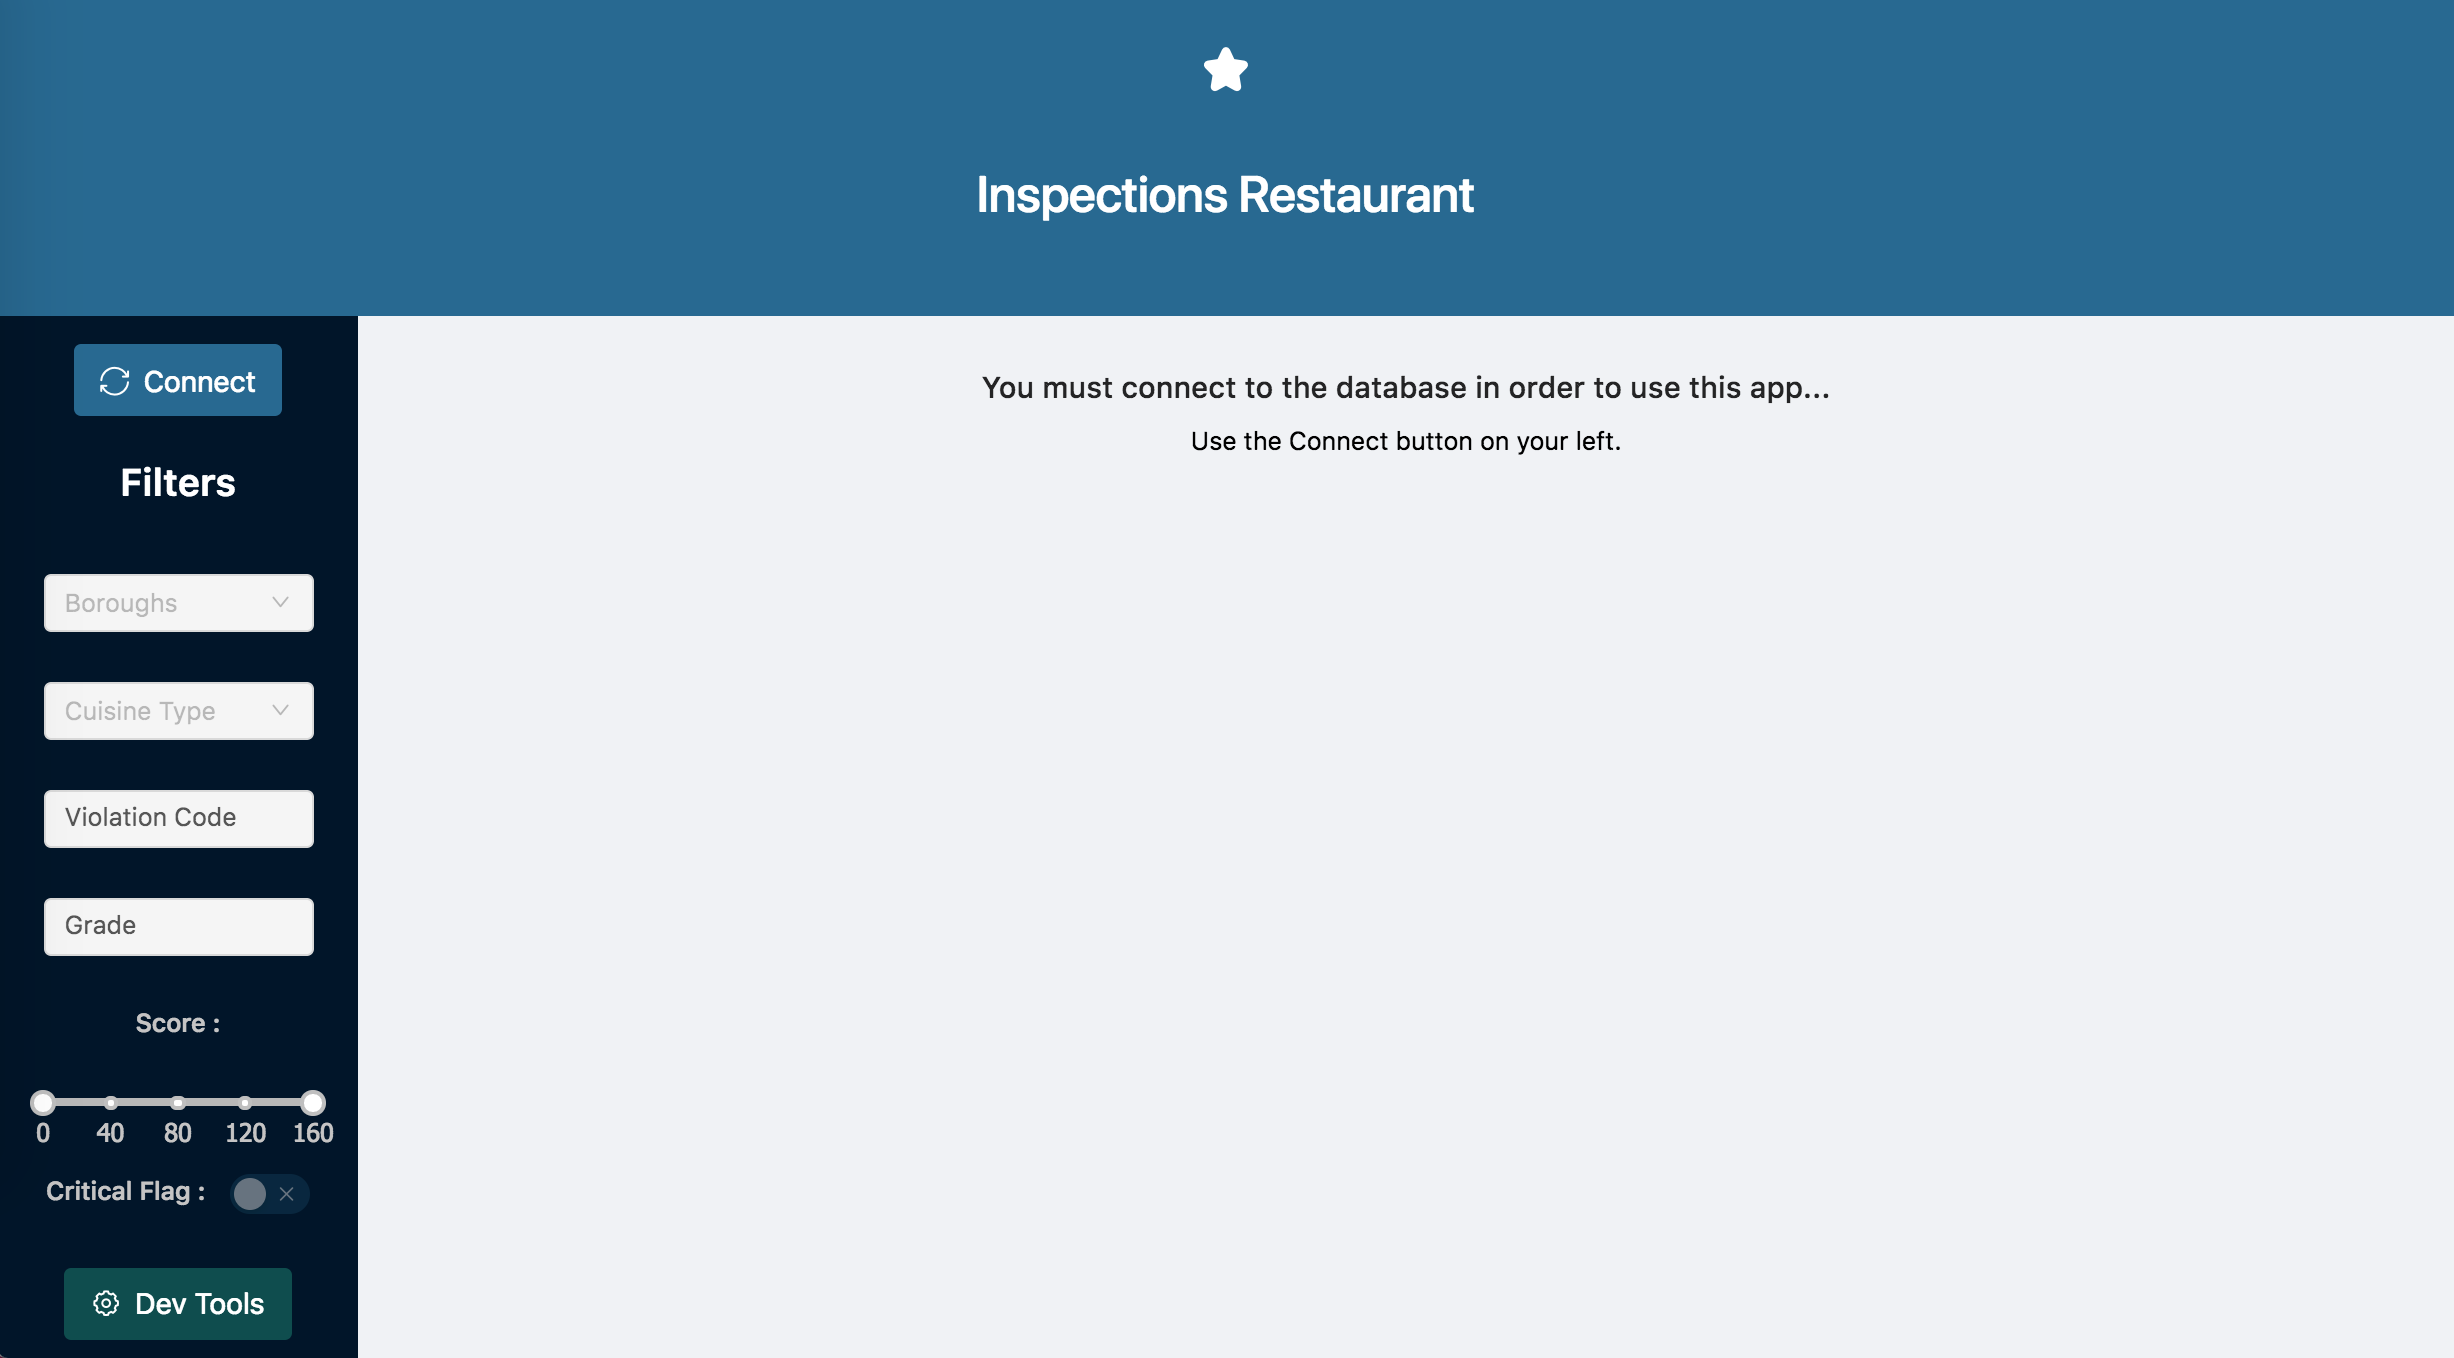 Inspections Restaurant
Connect
Filters
Boroughs
Cuisine Type
Violation Code
Grade
Score :
0 40 80 120 160
Critical Flag :
Dev Tools
You must connect to the database in order to use this app...
Use the Connect button on your left.